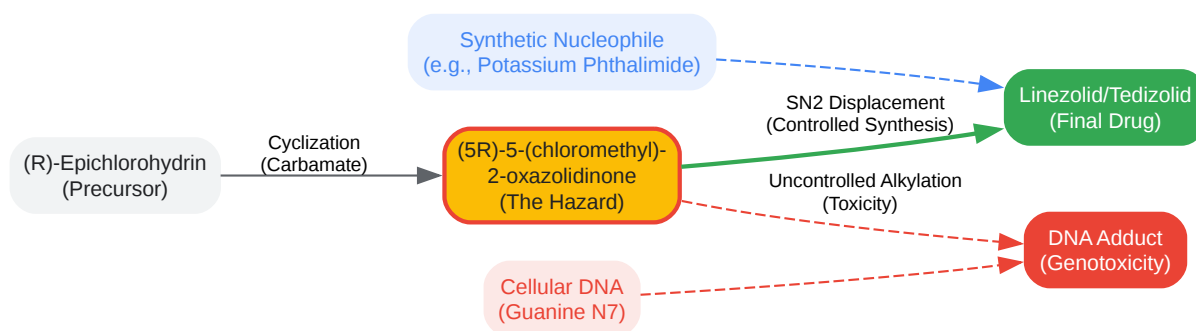 Synthetic Nucleophile
(e.g., Potassium Phthalimide)
Linezolid/Tedizolid
(Final Drug)
SN2 Displacement
(Controlled Synthesis)
(R)-Epichlorohydrin
(Precursor)
Cyclization
(Carbamate)
(5R)-5-(chloromethyl)-
2-oxazolidinone
(The Hazard)
Uncontrolled Alkylation
(Toxicity)
DNA Adduct
(Genotoxicity)
Cellular DNA
(Guanine N7)